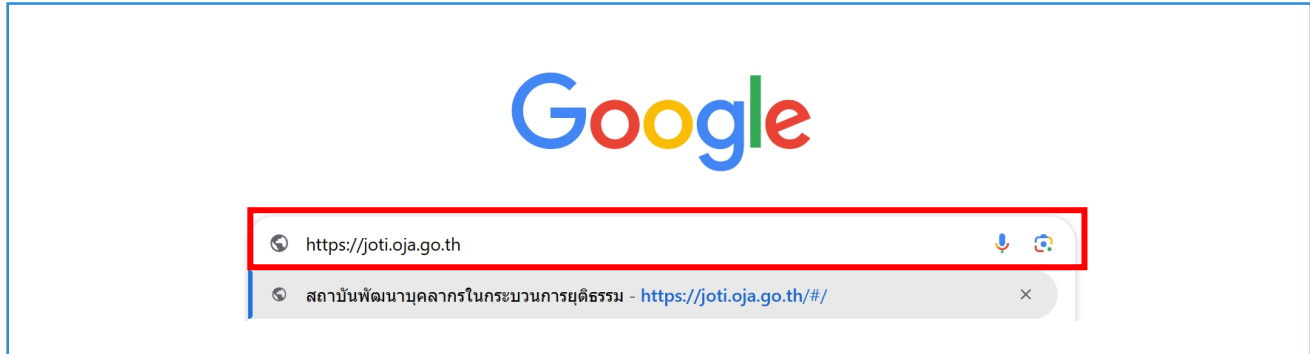 Google
https://joti.oja.go.th
สถาบันพัฒนาบุคลากรในกระบวนการยุติธรรม - https://joti.oja.go.th/#/